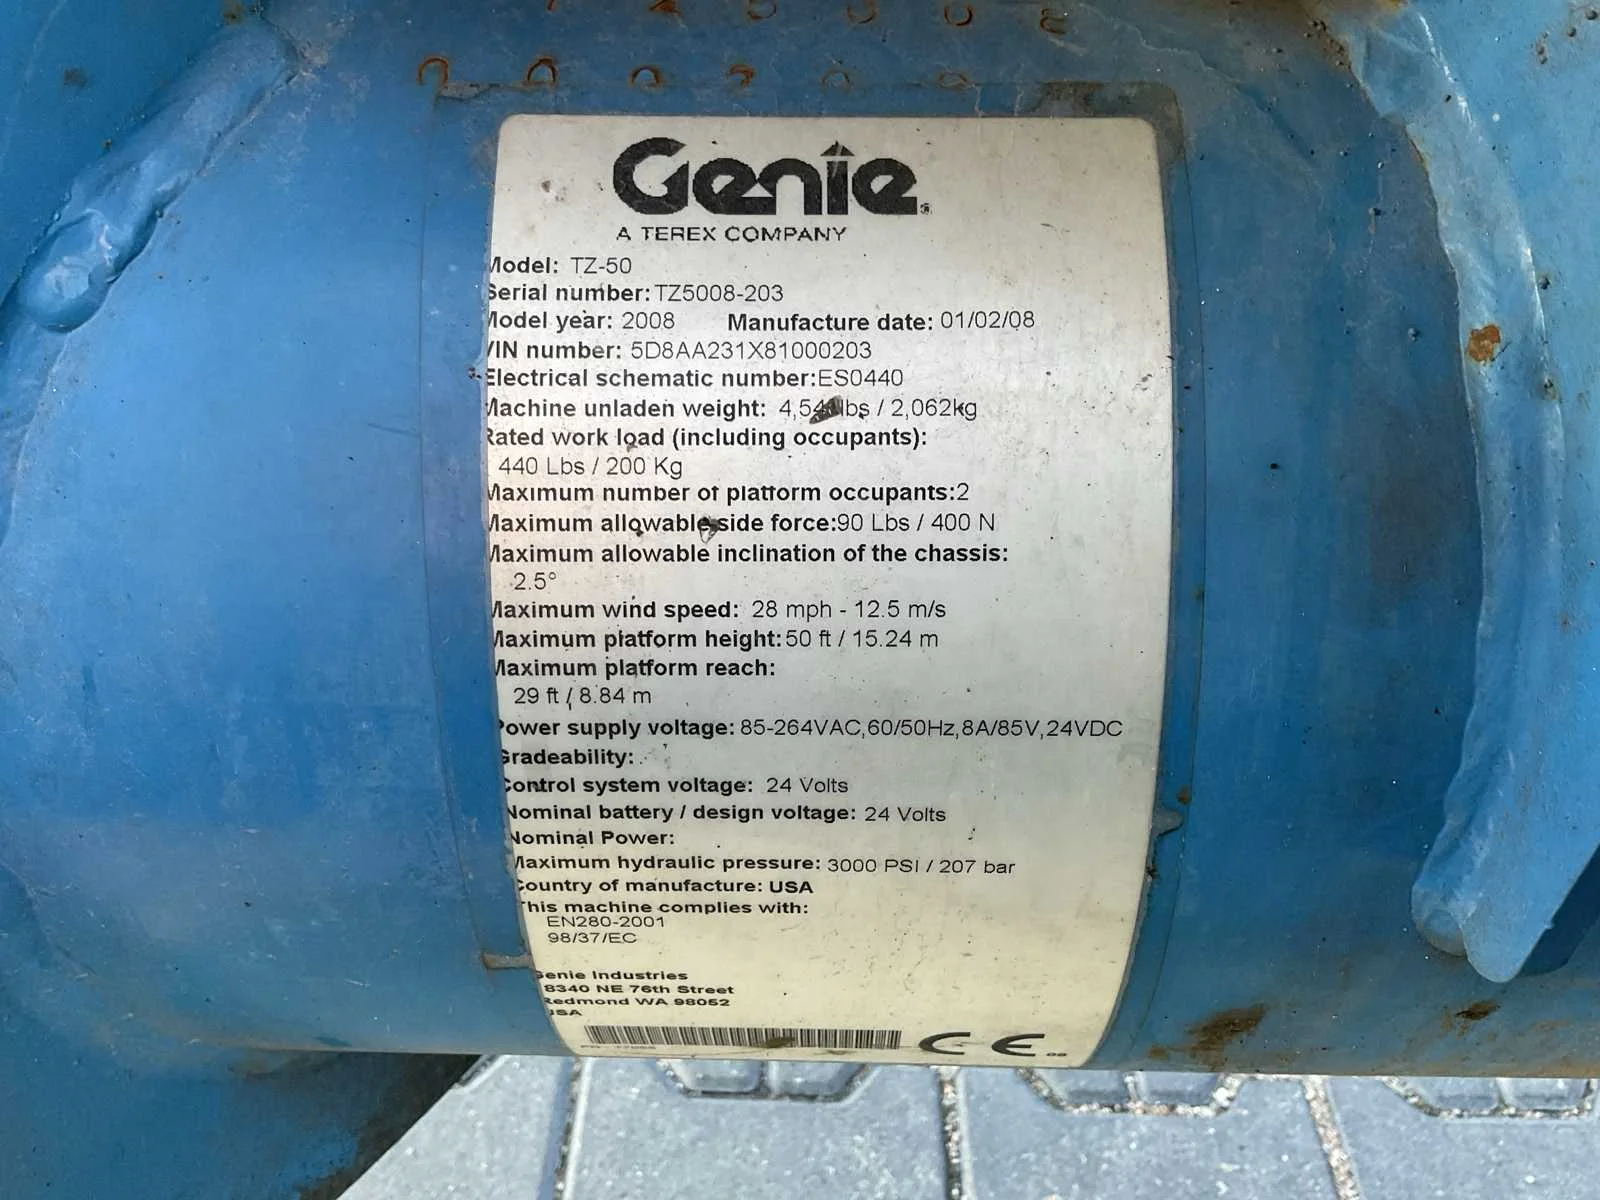 Genie
A TEREX COMPANY
Model: TZ-50
Serial number: TZ5008-203
Model year: 2008 Manufacture date: 01/02/08
VIN number: 5D8AA231X81000203
Electrical schematic number:ES0440
Machine unladen weight: / 2,062kg
Rated work load (including occupants):
440 Lbs / 200 Kg
Maximum number of platform occupants:2
Maximum allowable side force:90 Lbs / 400 N
Maximum allowable inclination of the chassis:
2.5°
Maximum wind speed: 28 mph - 12.5 m/s
Maximum platform height: 50 ft / 15.24 m
Maximum platform reach:
29 ft / 8.84 m
Power supply voltage: 85-264VAC,60/50Hz,8A/85V,24VDC
Gradeability:
Control system voltage: 24 Volts
Nominal battery / design voltage: 24 Volts
Nominal Power:
Maximum hydraulic pressure: 3000 PSI / 207 bar
Country of manufacture: USA
This machine complies with:
EN280-2001
98/37/EC
Genie Industries
18340 NE 76th Street
Redmond WA 98052
USA
CE 08